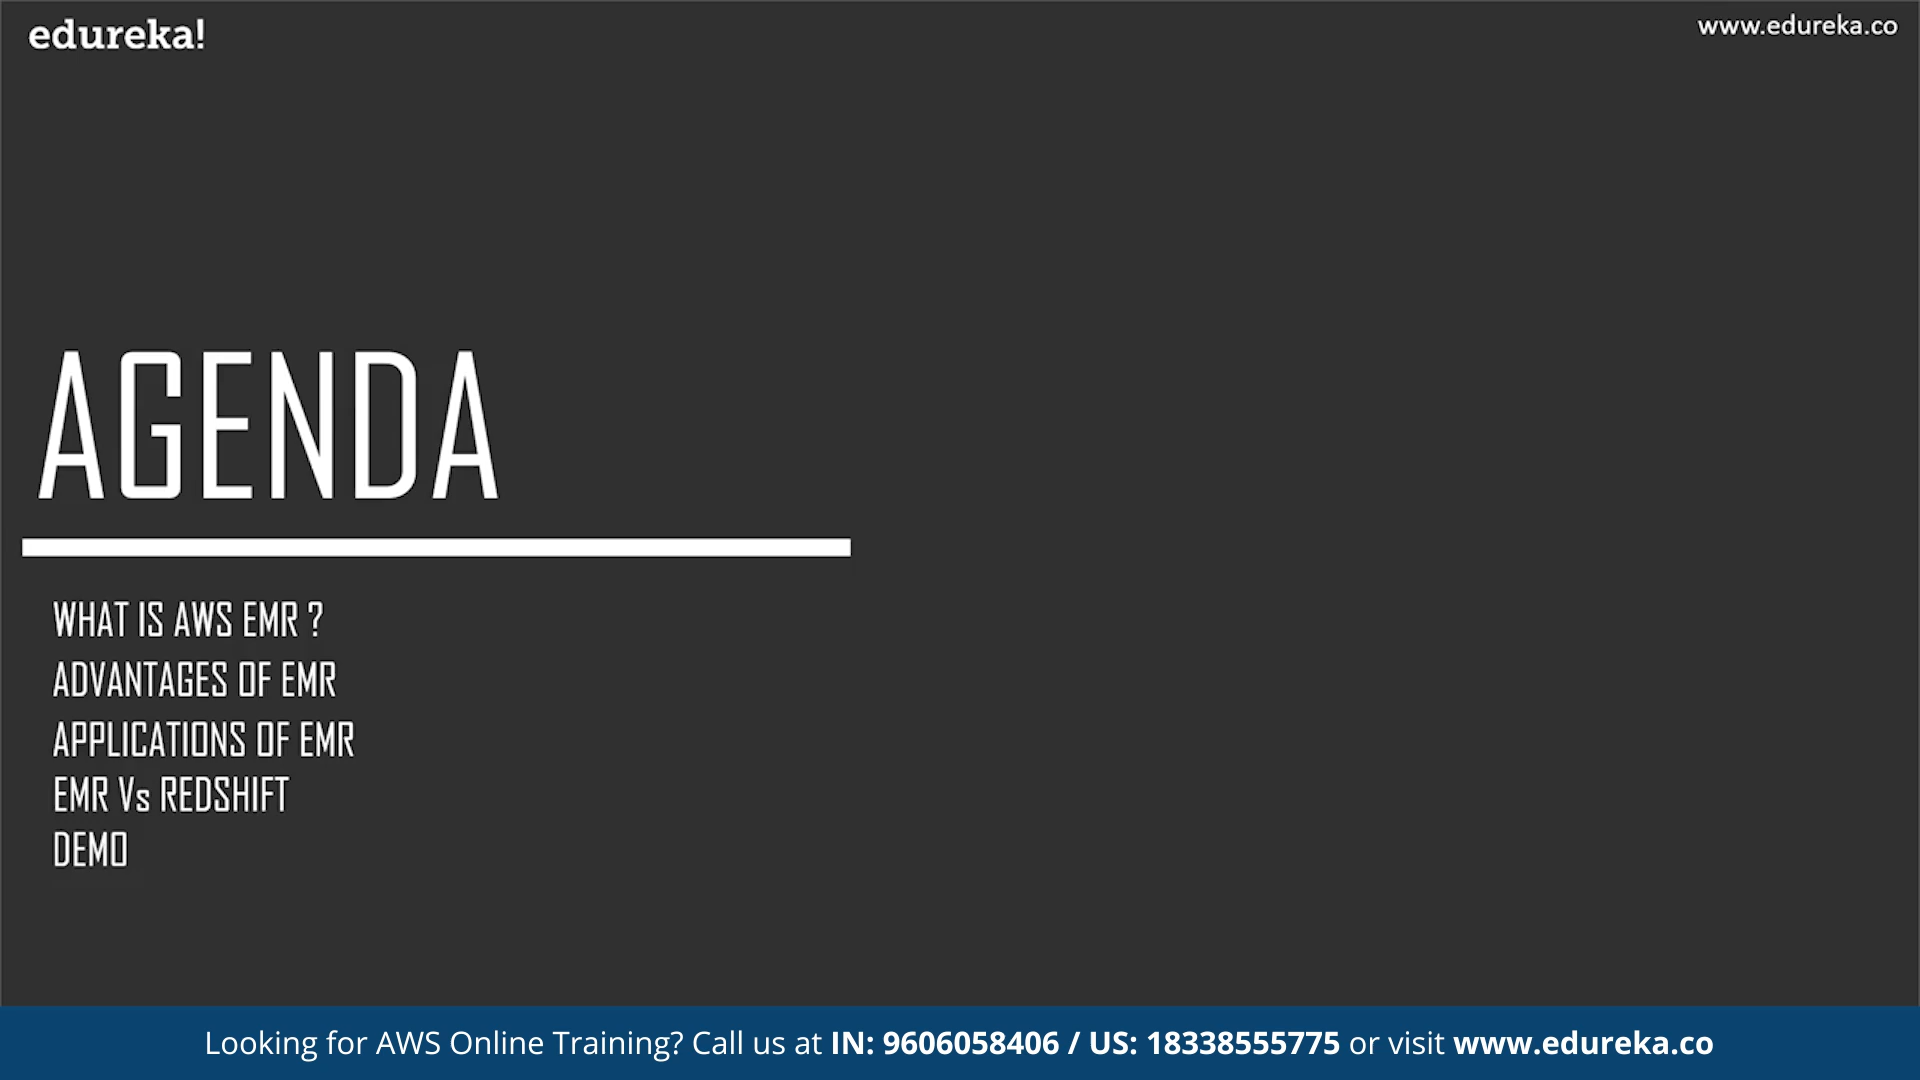 edureka!
www.edureka.co
AGENDA
WHAT IS AWS EMR ?
ADVANTAGES OF EMR
APPLICATIONS OF EMR
EMR Vs REDSHIFT
DEMO
Looking for AWS Online Training? Call us at IN: 9606058406 / US: 18338555775 or visit www.edureka.co